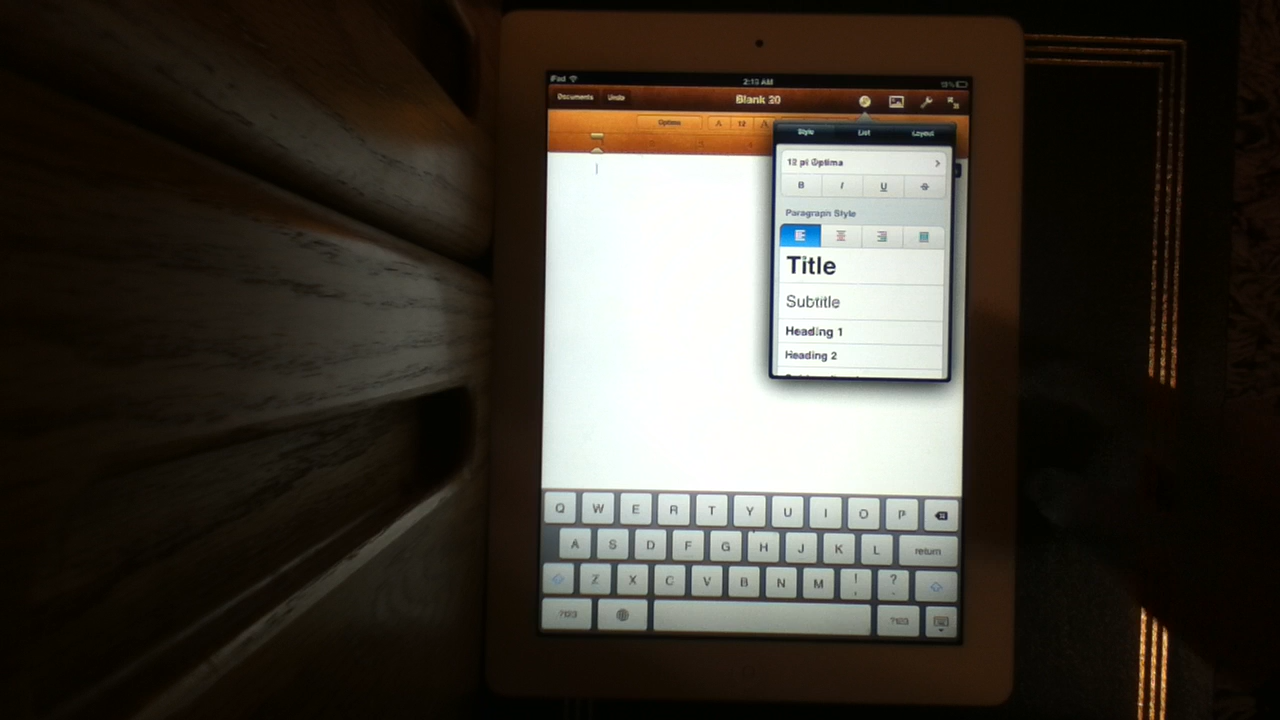 iPad 2:13 AM
Documents Undo Blank 20
Optima A 12 A
Style List Layout
12 pt Optima
B I U S
Paragraph Style
Title
Subtitle
Heading 1
Heading 2
Q W E R T Y U I O P
A S D F G H J K L return
Z X C V B N M ! , ? .
.?123 .?123